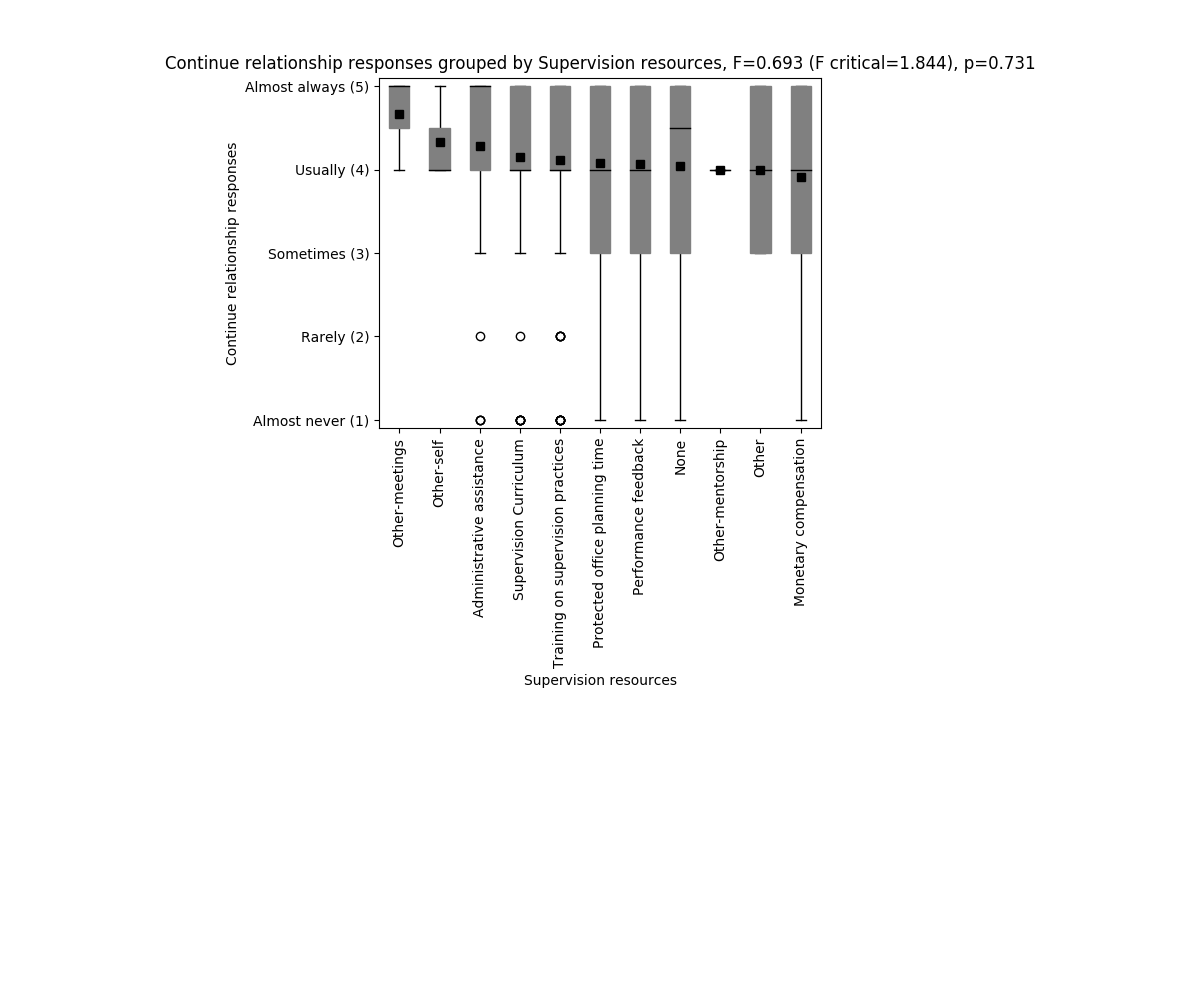 Continue relationship responses grouped by Supervision resources, F=0.693 (F critical=1.844), p=0.731
Almost always (5)
Usually (4)
Sometimes (3)
Rarely (2)
Almost never (1)
Continue relationship responses
Other-meetings
Other-self
Administrative assistance
Supervision Curriculum
Training on supervision practices
Protected office planning time
Performance feedback
None
Other-mentorship
Other
Monetary compensation
Supervision resources